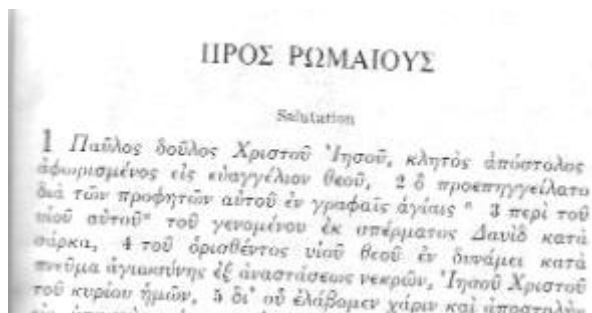 ΠΡΟΣ ΡΩΜΑΙΟΥΣ
Salutation
1 Παῦλος δοῦλος Χριστοῦ Ἰησοῦ, κλητὸς ἀπόστολος
ἀφωρισμένος εἰς εὐαγγέλιον θεοῦ, 2 ὃ προεπηγγείλατο
διὰ τῶν προφητῶν αὐτοῦ ἐν γραφαῖς ἁγίαις 3 περὶ τοῦ
υἱοῦ αὐτοῦ τοῦ γενομένου ἐκ σπέρματος Δαυὶδ κατὰ
σάρκα, 4 τοῦ ὁρισθέντος υἱοῦ θεοῦ ἐν δυνάμει κατὰ
πνεῦμα ἁγιωσύνης ἐξ ἀναστάσεως νεκρῶν, Ἰησοῦ Χριστοῦ
τοῦ κυρίου ἡμῶν, 5 δι' οὗ ἐλάβομεν χάριν καὶ ἀποστολὴν